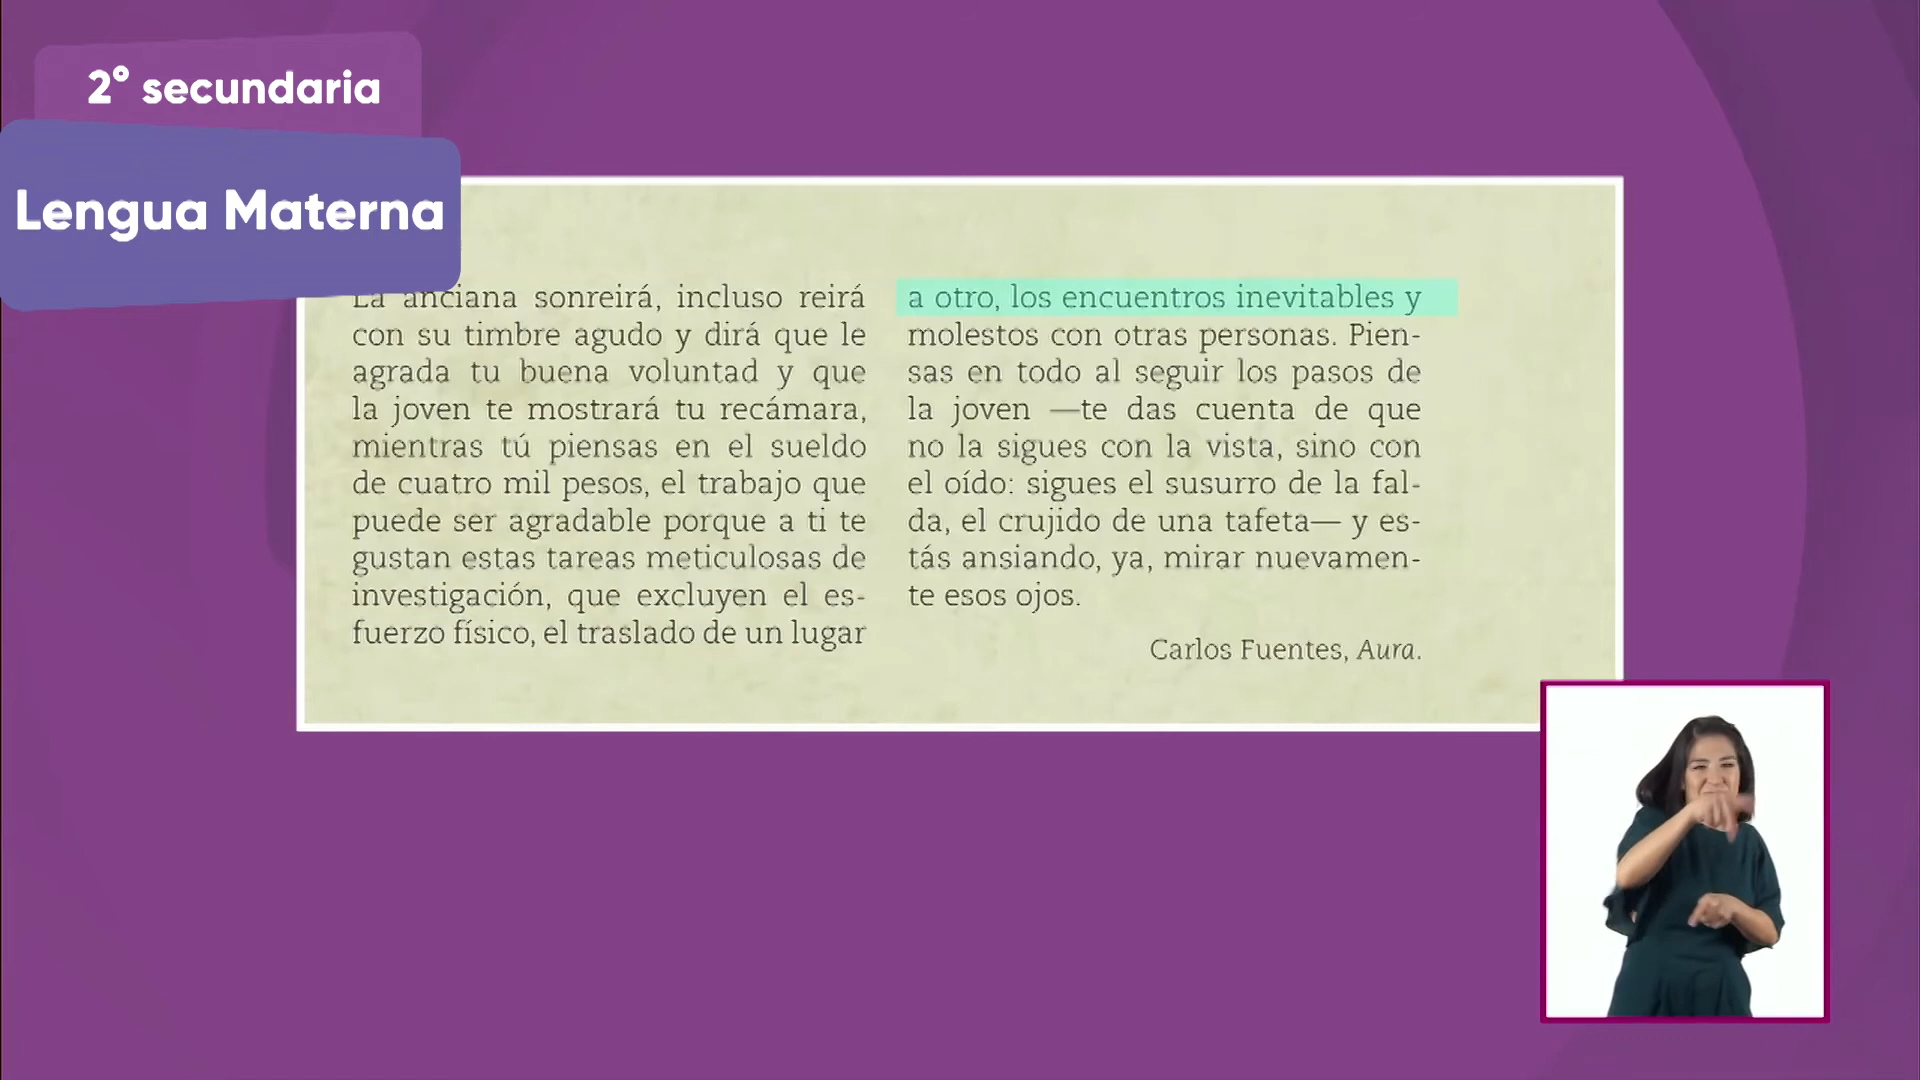 2° secundaria
Lengua Materna
La anciana sonreirá, incluso reirá
con su timbre agudo y dirá que le
agrada tu buena voluntad y que
la joven te mostrará tu recámara,
mientras tú piensas en el sueldo
de cuatro mil pesos, el trabajo que
puede ser agradable porque a ti te
gustan estas tareas meticulosas de
investigación, que excluyen el es-
fuerzo físico, el traslado de un lugar
a otro, los encuentros inevitables y
molestos con otras personas. Pien-
sas en todo al seguir los pasos de
la joven —te das cuenta de que
no la sigues con la vista, sino con
el oído: sigues el susurro de la fal-
da, el crujido de una tafeta— y es-
tás ansiando, ya, mirar nuevamen-
te esos ojos.
Carlos Fuentes, Aura.